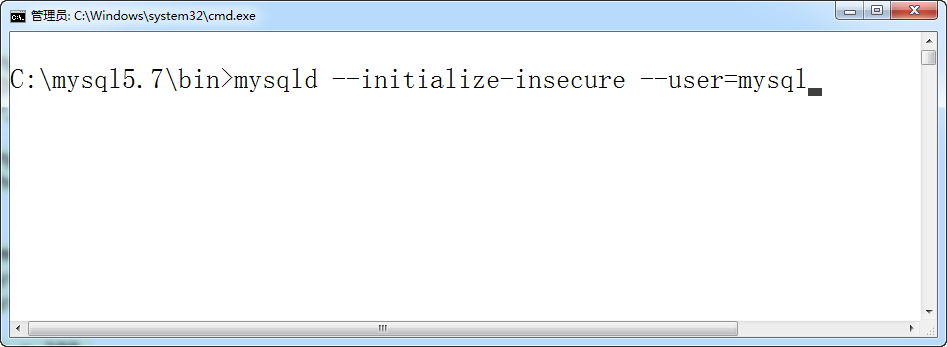 管理员: C:\Windows\system32\cmd.exe
C:\mysql5.7\bin>mysqld --initialize-insecure --user=mysql